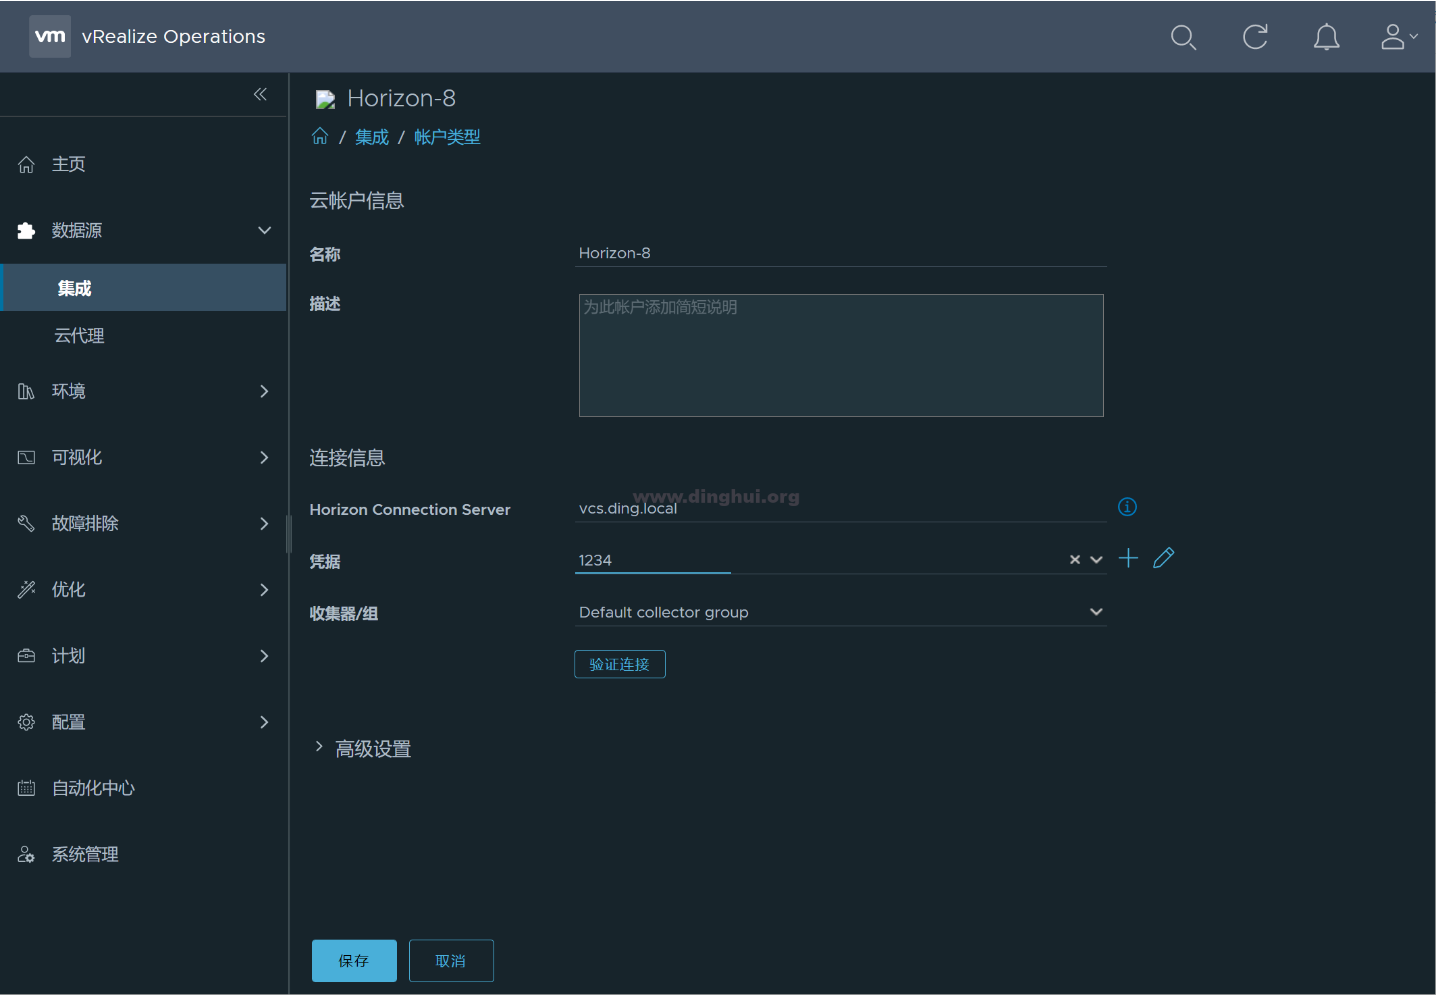 vm vRealize Operations
Horizon-8
/ 集成 / 帐户类型
主页
数据源
集成
云代理
环境
可视化
故障排除
优化
计划
配置
自动化中心
系统管理
云帐户信息
名称 Horizon-8
描述 为此帐户添加简短说明
连接信息
www.dinghui.org
Horizon Connection Server vcs.ding.local
凭据 1234
收集器/组 Default collector group
验证连接
高级设置
保存 取消